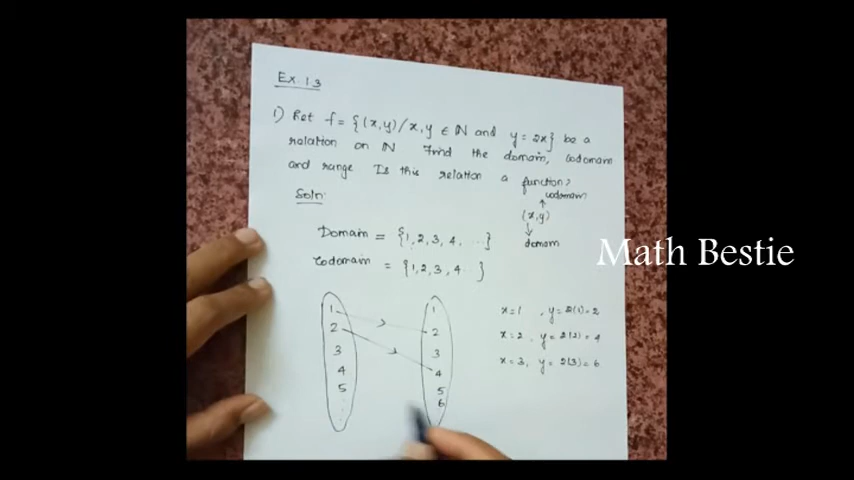 Ex. 1.3
1) Let f = {(x,y) / x, y ∈ ℕ and y = 2x} be a
relation on ℕ Find the domain, codomain
and range Is this relation a function?
Soln:
codomain
↑
(x,y)
↓
domain
Domain = {1, 2, 3, 4, ...}
Codomain = {1, 2, 3, 4 .. }
Math Bestie
1 1
2 2
3 3
4 4
5 5
6
x=1 , y= 2(1)=2
x=2, y= 2(2)=4
x=3, y= 2(3)=6